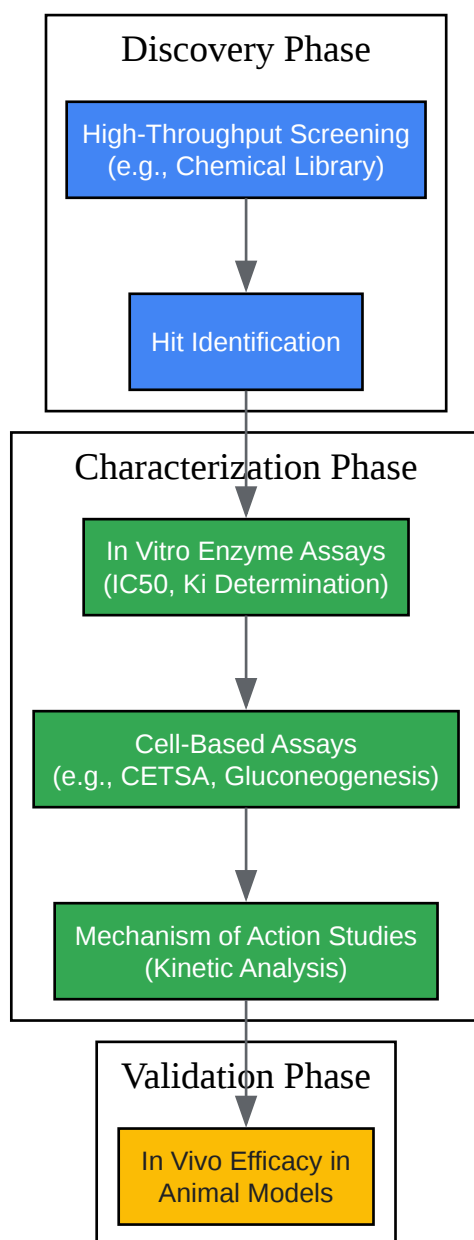 Discovery Phase
High-Throughput Screening
(e.g., Chemical Library)
Hit Identification
Characterization Phase
In Vitro Enzyme Assays
(IC50, Ki Determination)
Cell-Based Assays
(e.g., CETSA, Gluconeogenesis)
Mechanism of Action Studies
(Kinetic Analysis)
Validation Phase
In Vivo Efficacy in
Animal Models